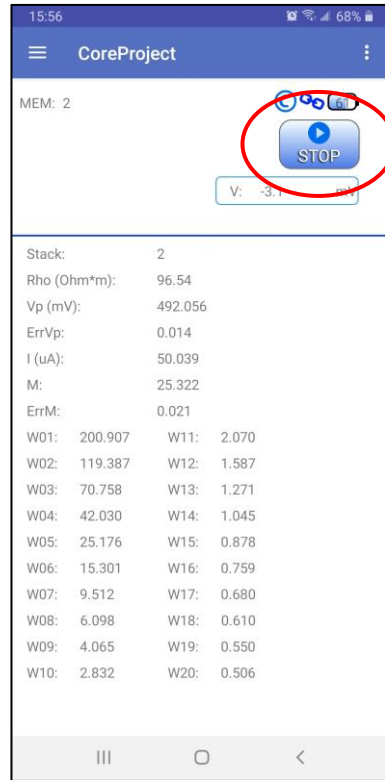 15:56 68%
CoreProject
MEM: 2
C 61
STOP
V: -3.1 mV
Stack: 2
Rho (Ohm*m): 96.54
Vp (mV): 492.056
ErrVp: 0.014
I (uA): 50.039
M: 25.322
ErrM: 0.021
W01: 200.907 W11: 2.070
W02: 119.387 W12: 1.587
W03: 70.758 W13: 1.271
W04: 42.030 W14: 1.045
W05: 25.176 W15: 0.878
W06: 15.301 W16: 0.759
W07: 9.512 W17: 0.680
W08: 6.098 W18: 0.610
W09: 4.065 W19: 0.550
W10: 2.832 W20: 0.506